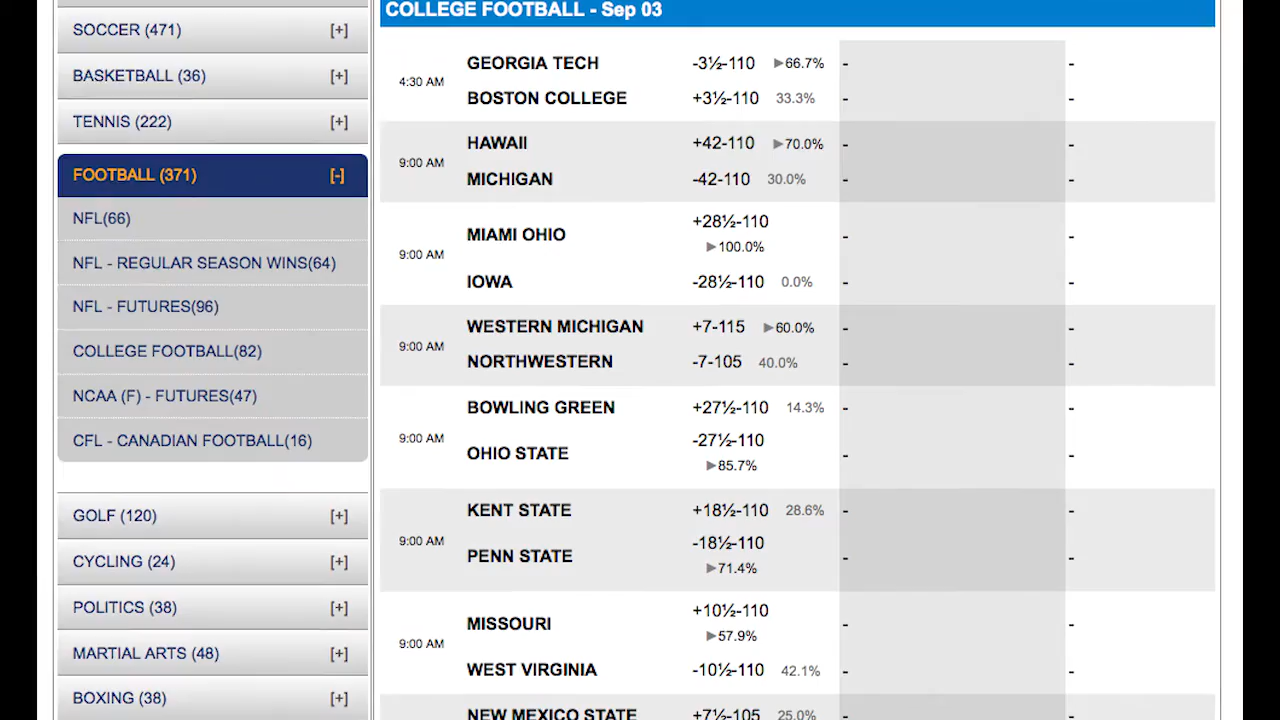 SOCCER (471) [+]
BASKETBALL (36) [+]
TENNIS (222) [+]
FOOTBALL (371) [-]
NFL(66)
NFL - REGULAR SEASON WINS(64)
NFL - FUTURES(96)
COLLEGE FOOTBALL(82)
NCAA (F) - FUTURES(47)
CFL - CANADIAN FOOTBALL(16)
GOLF (120) [+]
CYCLING (24) [+]
POLITICS (38) [+]
MARTIAL ARTS (48) [+]
BOXING (38) [+]
COLLEGE FOOTBALL - Sep 03
4:30 AM
GEORGIA TECH -3½-110 ▶66.7% - -
BOSTON COLLEGE +3½-110 33.3% - -
9:00 AM
HAWAII +42-110 ▶70.0% - -
MICHIGAN -42-110 30.0% - -
9:00 AM
MIAMI OHIO +28½-110 - -
▶100.0%
IOWA -28½-110 0.0% - -
9:00 AM
WESTERN MICHIGAN +7-115 ▶60.0% - -
NORTHWESTERN -7-105 40.0% - -
9:00 AM
BOWLING GREEN +27½-110 14.3% - -
OHIO STATE -27½-110 - -
▶85.7%
9:00 AM
KENT STATE +18½-110 28.6% - -
PENN STATE -18½-110 - -
▶71.4%
9:00 AM
MISSOURI +10½-110 - -
▶57.9%
WEST VIRGINIA -10½-110 42.1% - -
NEW MEXICO STATE +7½-105 25.0% - -